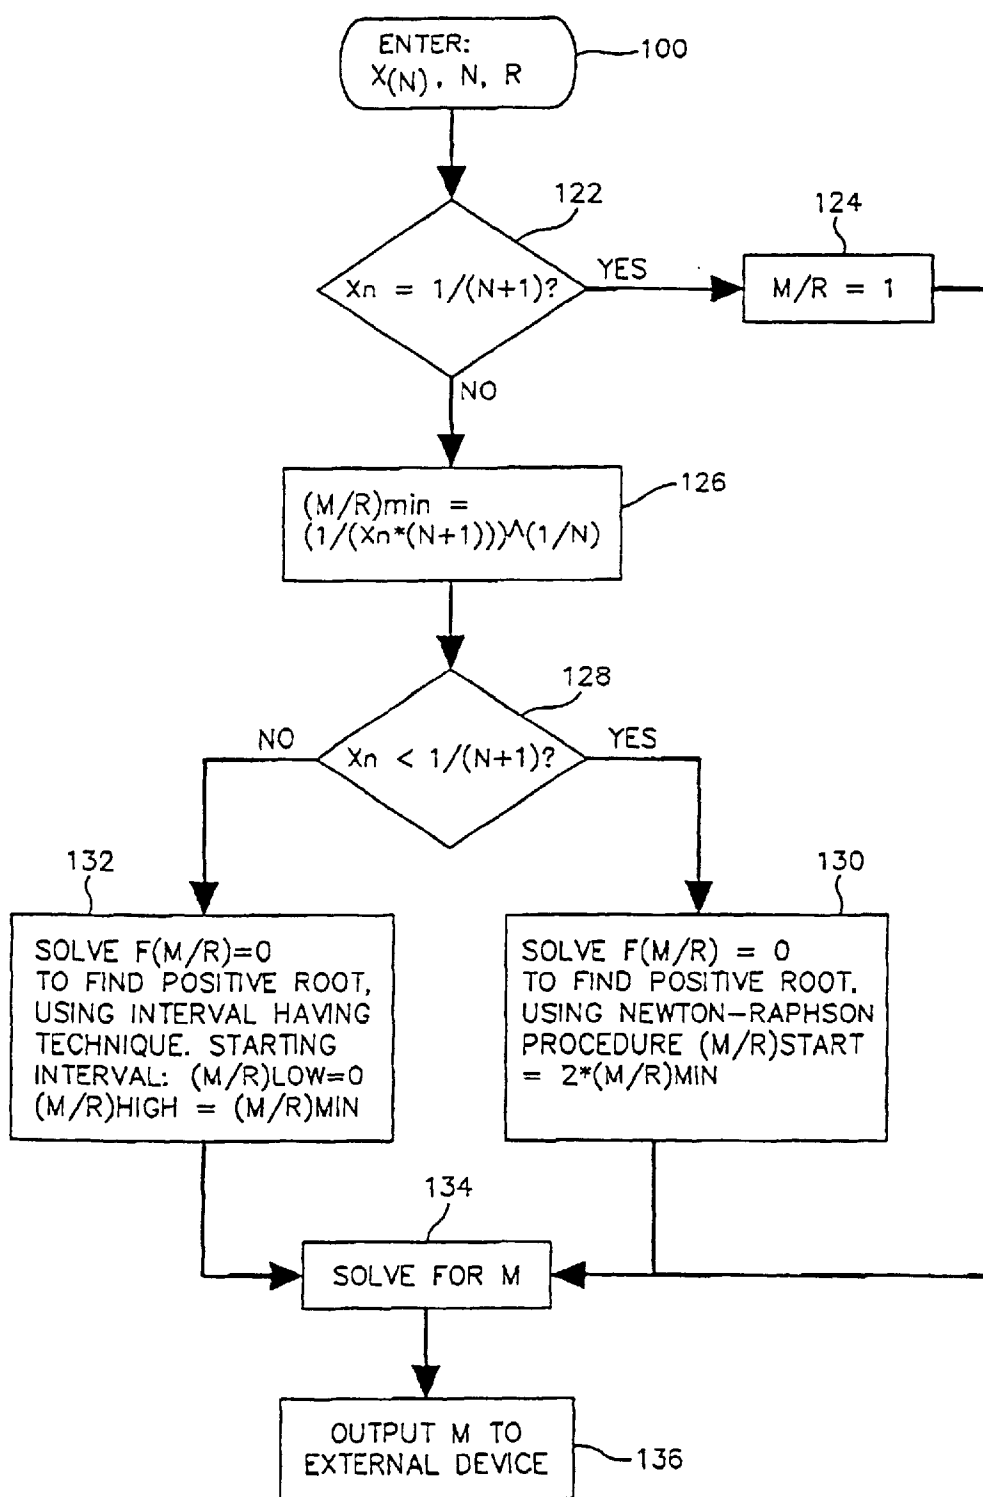 ENTER:
X(N), N, R
100
122
Xn = 1/(N+1)?
YES
124
M/R = 1
NO
(M/R)min =
(1/(Xn*(N+1)))^(1/N)
126
128
Xn < 1/(N+1)?
NO
YES
132
SOLVE F(M/R)=0
TO FIND POSITIVE ROOT,
USING INTERVAL HAVING
TECHNIQUE. STARTING
INTERVAL: (M/R)LOW=0
(M/R)HIGH = (M/R)MIN
130
SOLVE F(M/R) = 0
TO FIND POSITIVE ROOT.
USING NEWTON-RAPHSON
PROCEDURE (M/R)START
= 2*(M/R)MIN
134
SOLVE FOR M
OUTPUT M TO
EXTERNAL DEVICE
136